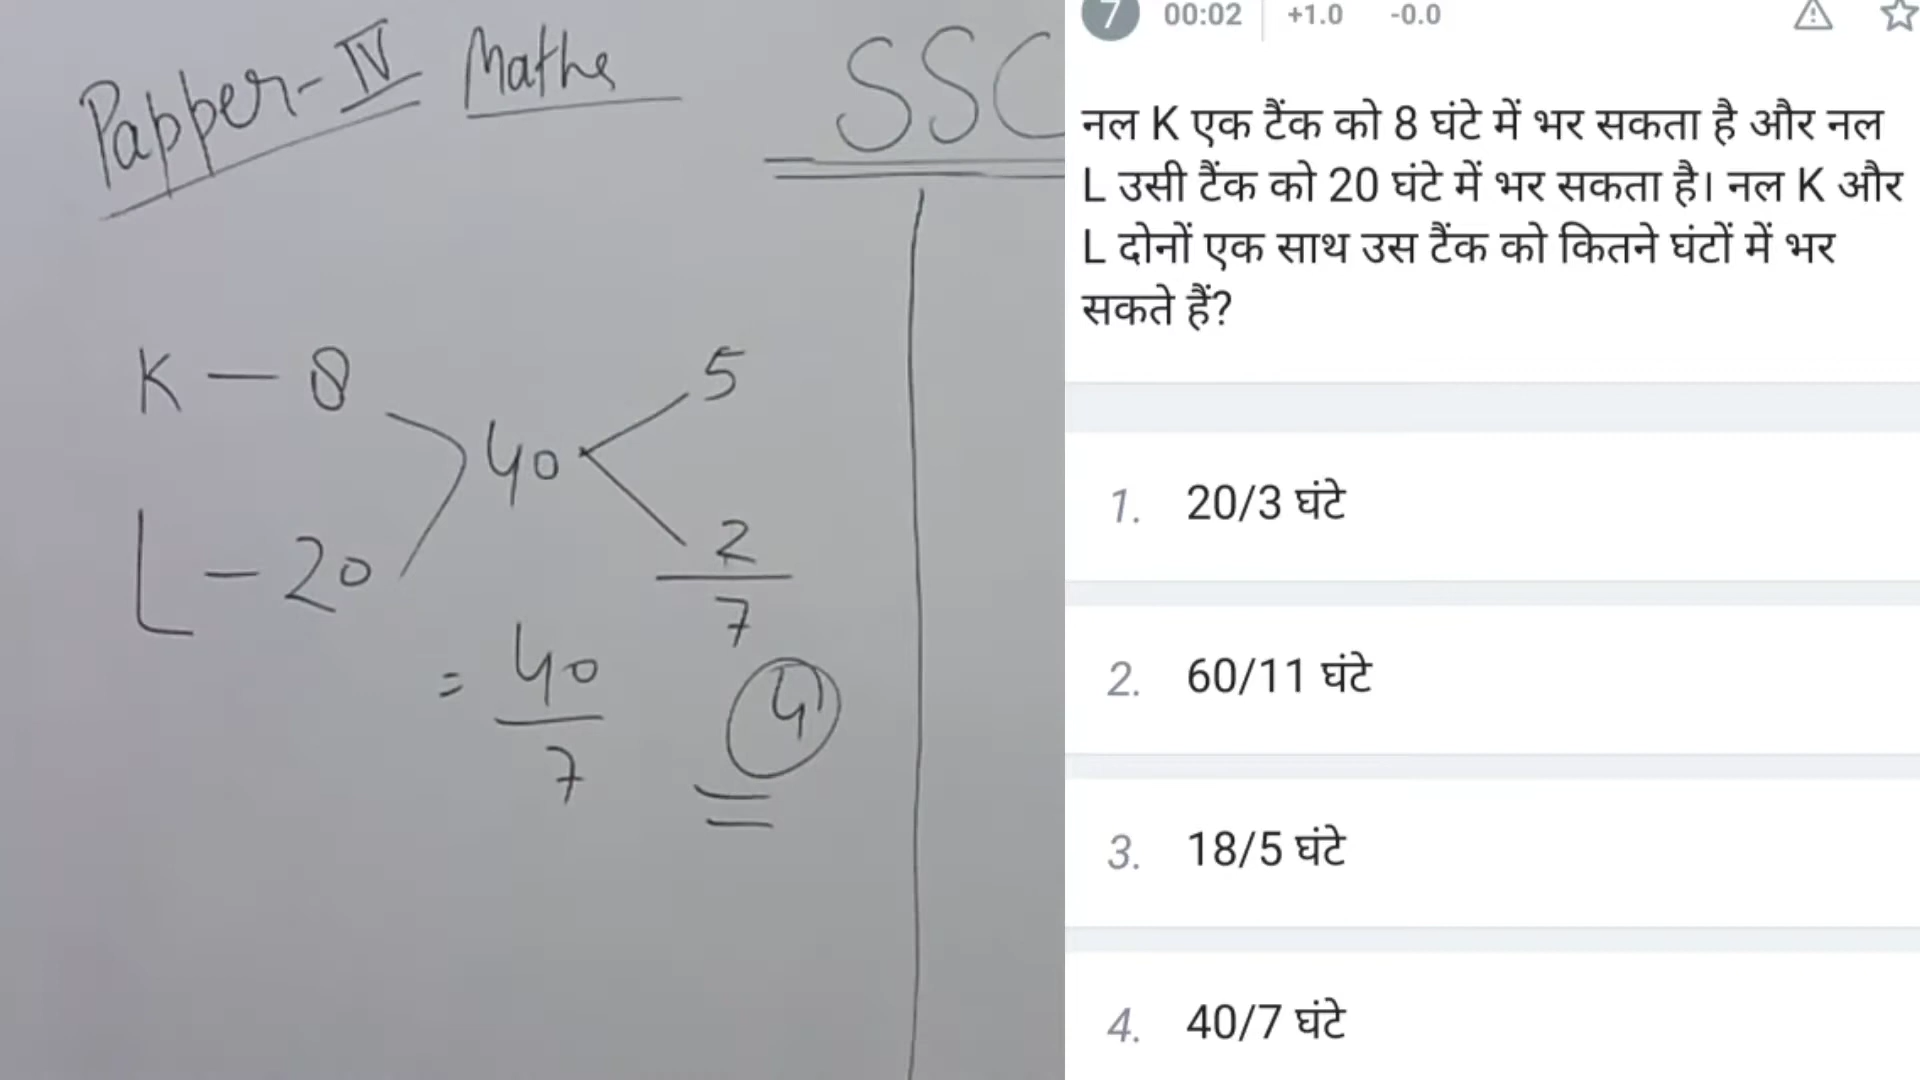 Papper-IV Maths
SSC
K - 8
5
40
L - 20
2
7
= 40
7
4)
7 00:02 +1.0 -0.0
नल K एक टैंक को 8 घंटे में भर सकता है और नल
L उसी टैंक को 20 घंटे में भर सकता है। नल K और
L दोनों एक साथ उस टैंक को कितने घंटों में भर
सकते हैं?
1. 20/3 घंटे
2. 60/11 घंटे
3. 18/5 घंटे
4. 40/7 घंटे